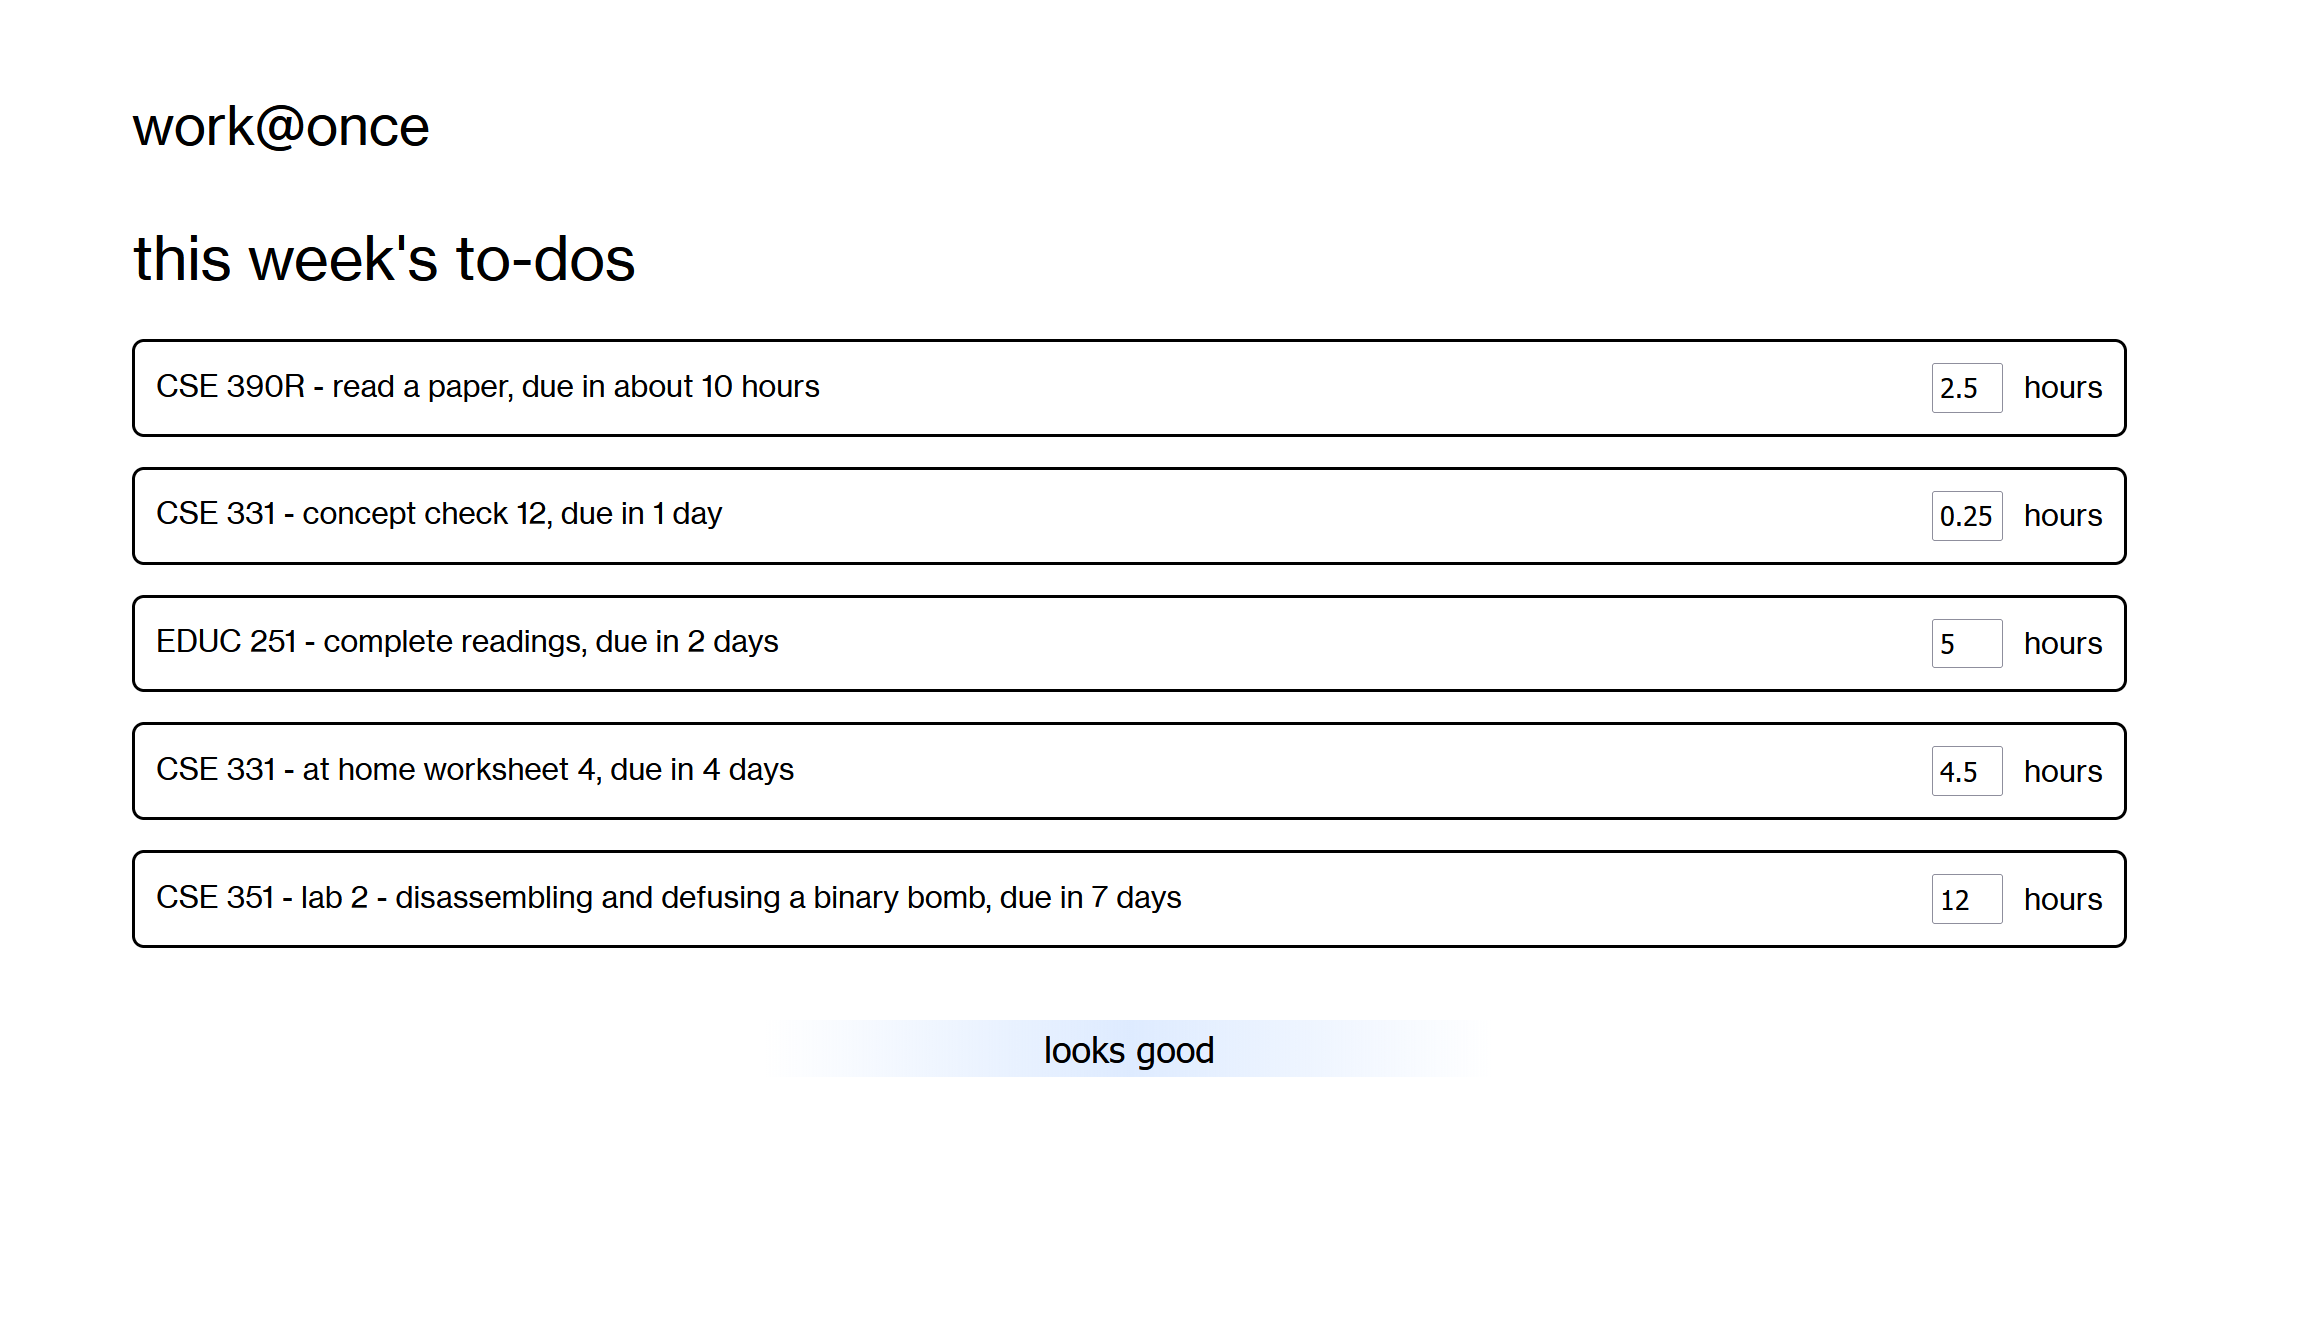 work@once
this week's to-dos
CSE 390R - read a paper, due in about 10 hours 2.5 hours
CSE 331 - concept check 12, due in 1 day 0.25 hours
EDUC 251 - complete readings, due in 2 days 5 hours
CSE 331 - at home worksheet 4, due in 4 days 4.5 hours
CSE 351 - lab 2 - disassembling and defusing a binary bomb, due in 7 days 12 hours
looks good